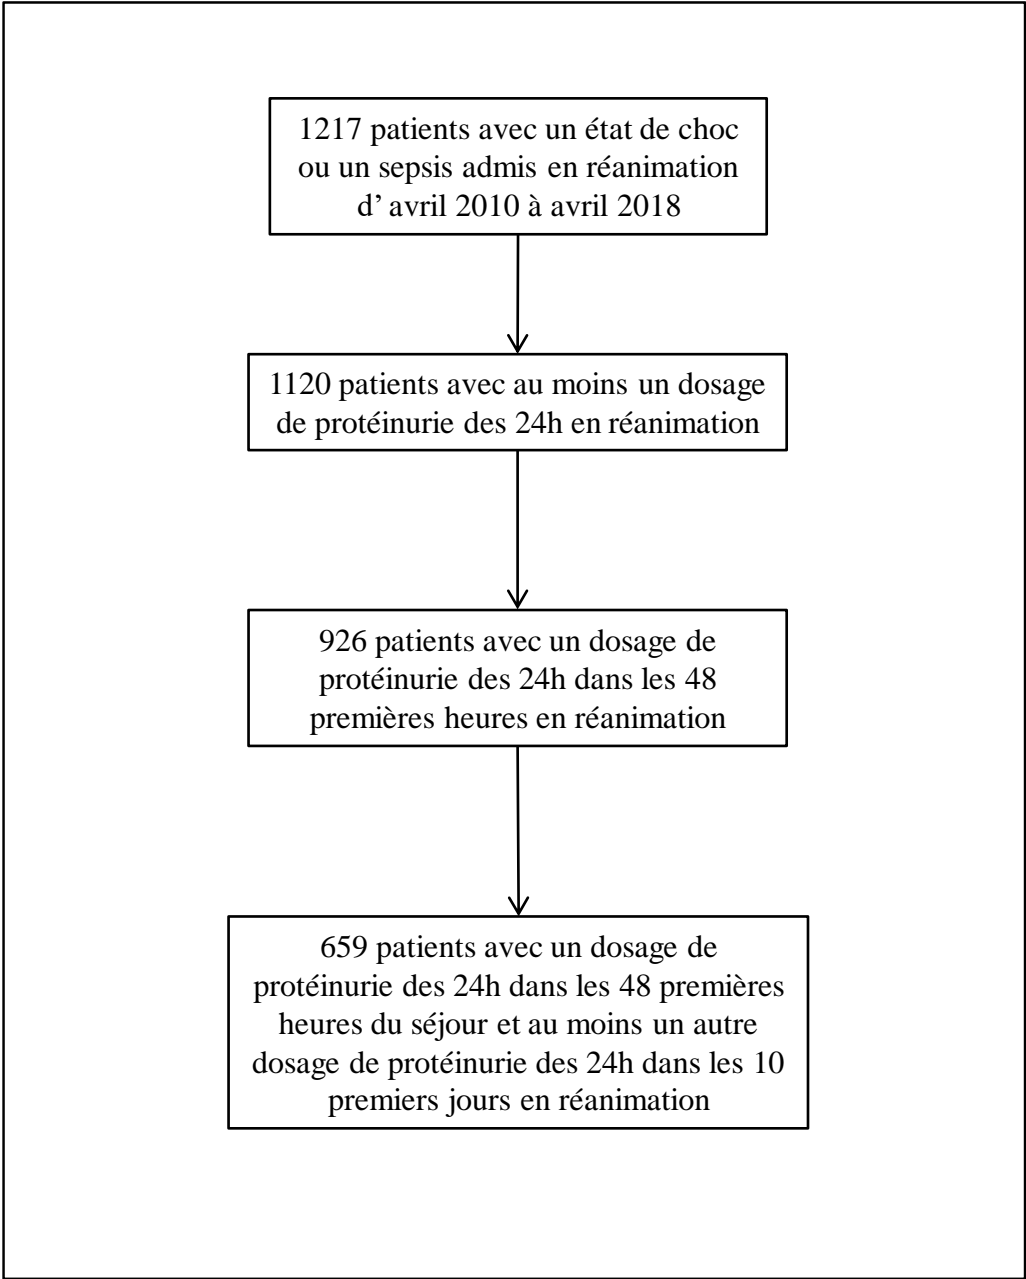 1217 patients avec un état de choc
ou un sepsis admis en réanimation
d’ avril 2010 à avril 2018
1120 patients avec au moins un dosage
de protéinurie des 24h en réanimation
926 patients avec un dosage de
protéinurie des 24h dans les 48
premières heures en réanimation
659 patients avec un dosage de
protéinurie des 24h dans les 48 premières
heures du séjour et au moins un autre
dosage de protéinurie des 24h dans les 10
premiers jours en réanimation